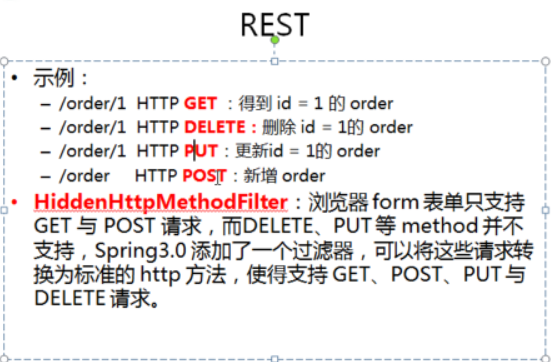 REST
• 示例：
– /order/1 HTTP GET ：得到 id = 1 的 order
– /order/1 HTTP DELETE：删除 id = 1的 order
– /order/1 HTTP PUT：更新id = 1的 order
– /order HTTP POST：新增 order
• HiddenHttpMethodFilter：浏览器 form 表单只支持
GET 与 POST 请求，而DELETE、PUT 等 method 并不
支持，Spring3.0 添加了一个过滤器，可以将这些请求转
换为标准的 http 方法，使得支持 GET、POST、PUT 与
DELETE 请求。